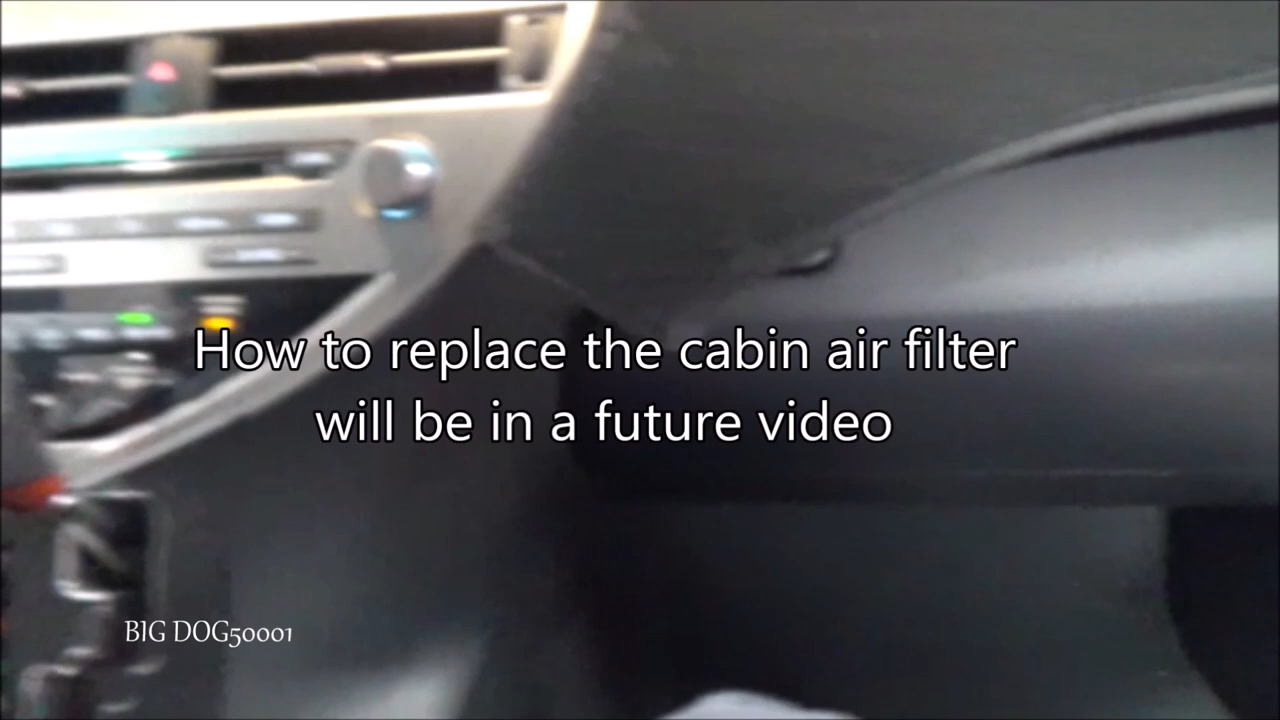 How to replace the cabin air filter
will be in a future video
BIG DOG50001